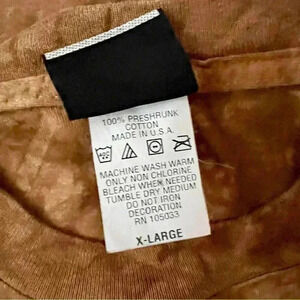 100% PRESHRUNK
COTTON
MADE IN U.S.A.
MACHINE WASH WARM
ONLY NON CHLORINE
BLEACH WHEN NEEDED
TUMBLE DRY MEDIUM
DO NOT IRON
DECORATION
RN 105033
X-LARGE